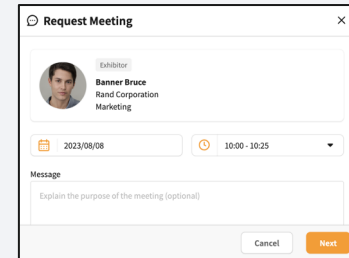 Request Meeting
Exhibitor
Banner Bruce
Rand Corporation
Marketing
2023/08/08
10:00 - 10:25
Message
Explain the purpose of the meeting (optional)
Cancel
Next